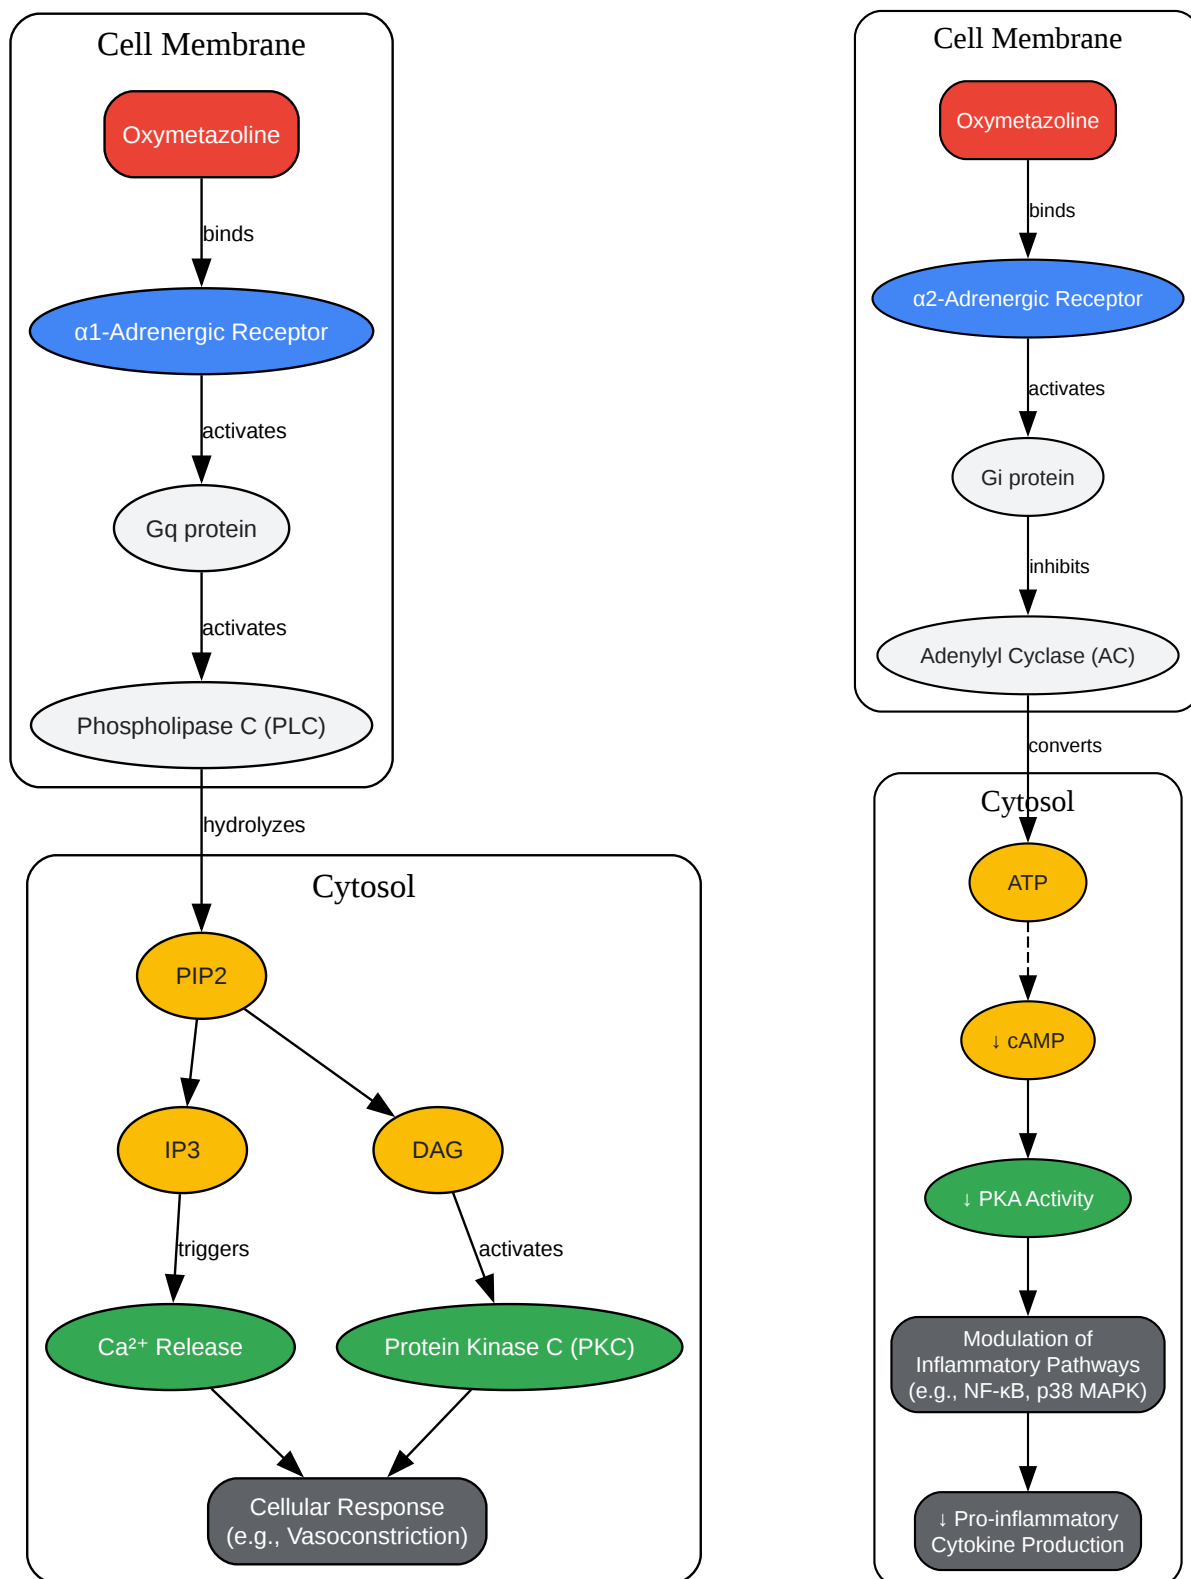 Cell Membrane
Oxymetazoline
binds
α1-Adrenergic Receptor
activates
Gq protein
activates
Phospholipase C (PLC)
hydrolyzes
Cytosol
PIP2
IP3
DAG
triggers
activates
Ca²⁺ Release
Protein Kinase C (PKC)
Cellular Response
(e.g., Vasoconstriction)
Cell Membrane
Oxymetazoline
binds
α2-Adrenergic Receptor
activates
Gi protein
inhibits
Adenylyl Cyclase (AC)
converts
Cytosol
ATP
↓ cAMP
↓ PKA Activity
Modulation of
Inflammatory Pathways
(e.g., NF-κB, p38 MAPK)
↓ Pro-inflammatory
Cytokine Production